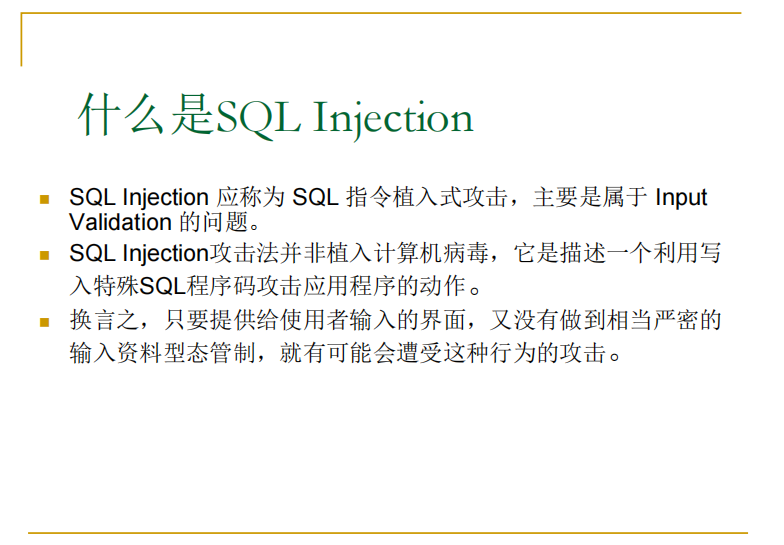 什么是SQL Injection
SQL Injection 应称为 SQL 指令植入式攻击，主要是属于 Input
Validation 的问题。
SQL Injection攻击法并非植入计算机病毒，它是描述一个利用写
入特殊SQL程序码攻击应用程序的动作。
换言之，只要提供给使用者输入的界面，又没有做到相当严密的
输入资料型态管制，就有可能会遭受这种行为的攻击。